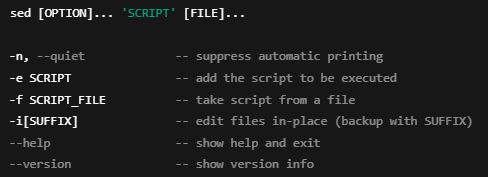 sed [OPTION]... 'SCRIPT' [FILE]...
-n, --quiet -- suppress automatic printing
-e SCRIPT -- add the script to be executed
-f SCRIPT_FILE -- take script from a file
-i[SUFFIX] -- edit files in-place (backup with SUFFIX)
--help -- show help and exit
--version -- show version info